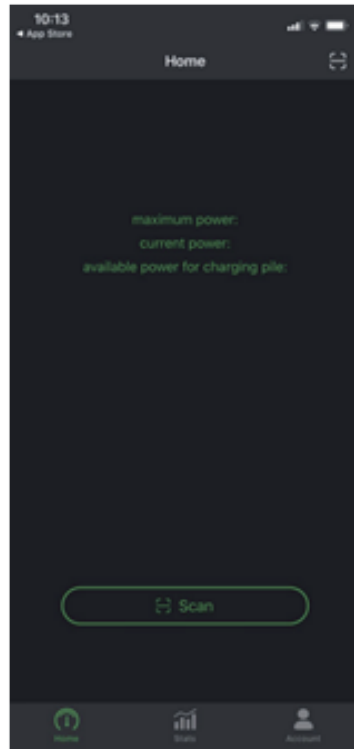 10:13
App Store
Home
maximum power:
current power:
available power for charging pile:
Scan
Home
Stats
Account